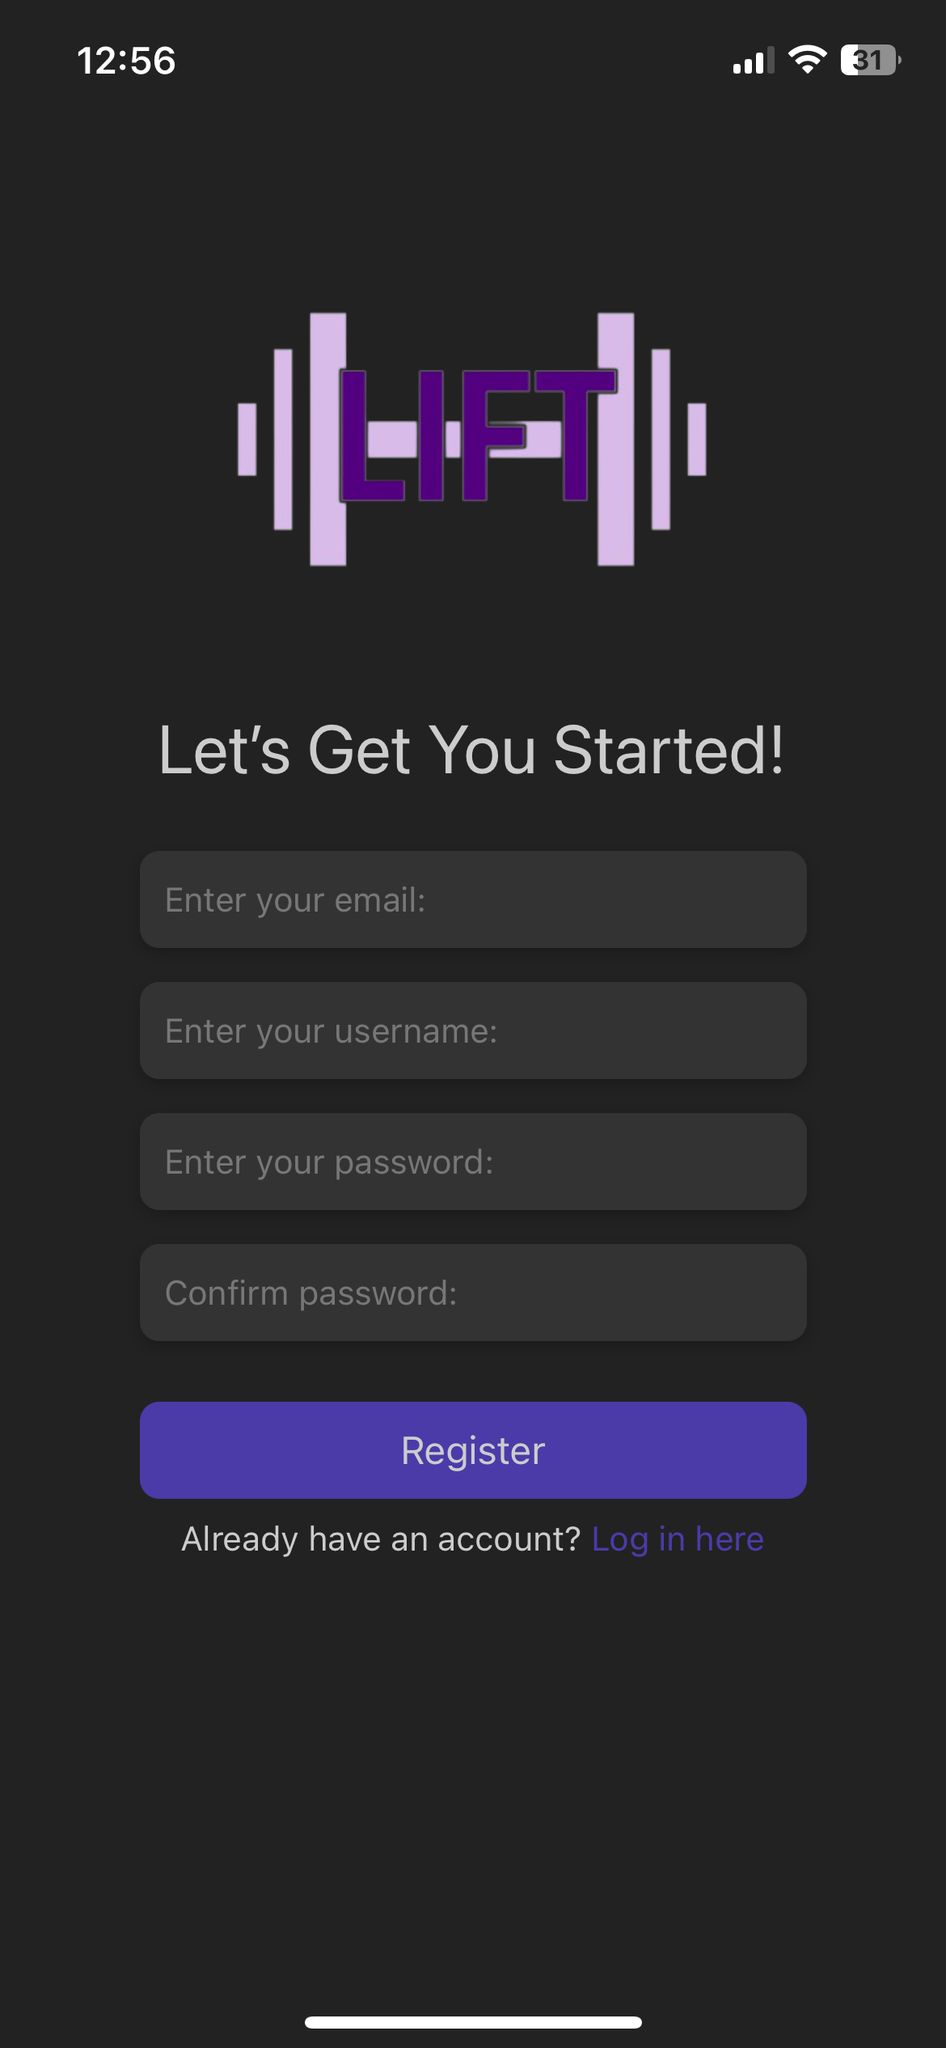 12:56
31
LIFT
Let’s Get You Started!
Enter your email:
Enter your username:
Enter your password:
Confirm password:
Register
Already have an account? Log in here